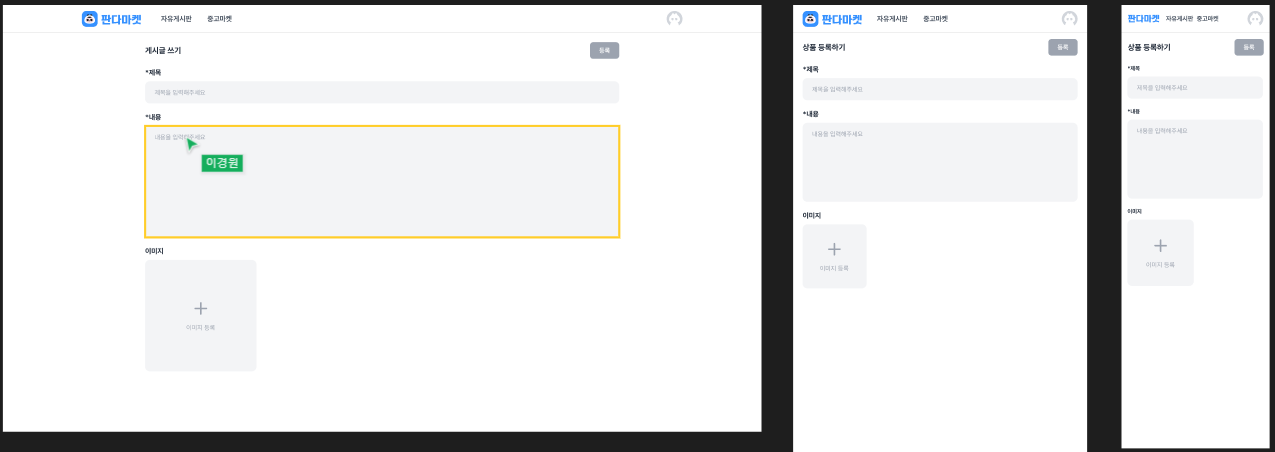 판다마켓 자유게시판 중고마켓
게시글 쓰기 등록
*제목
제목을 입력해주세요
*내용
내용을 입력해주세요
이경원
이미지
이미지 등록
판다마켓 자유게시판 중고마켓
상품 등록하기 등록
*제목
제목을 입력해주세요
*내용
내용을 입력해주세요
이미지
이미지 등록
판다마켓 자유게시판 중고마켓
상품 등록하기 등록
*제목
제목을 입력해주세요
*내용
내용을 입력해주세요
이미지
이미지 등록